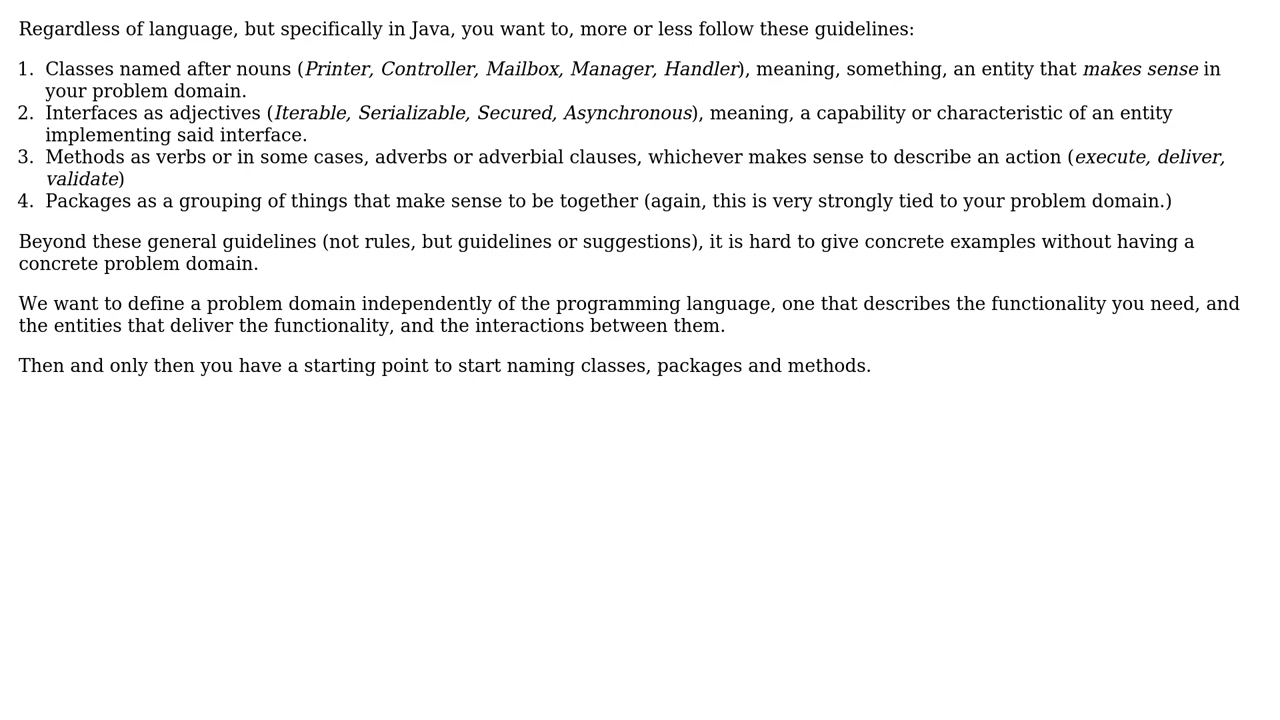 Regardless of language, but specifically in Java, you want to, more or less follow these guidelines:
1. Classes named after nouns (Printer, Controller, Mailbox, Manager, Handler), meaning, something, an entity that makes sense in
your problem domain.
2. Interfaces as adjectives (Iterable, Serializable, Secured, Asynchronous), meaning, a capability or characteristic of an entity
implementing said interface.
3. Methods as verbs or in some cases, adverbs or adverbial clauses, whichever makes sense to describe an action (execute, deliver,
validate)
4. Packages as a grouping of things that make sense to be together (again, this is very strongly tied to your problem domain.)
Beyond these general guidelines (not rules, but guidelines or suggestions), it is hard to give concrete examples without having a
concrete problem domain.
We want to define a problem domain independently of the programming language, one that describes the functionality you need, and
the entities that deliver the functionality, and the interactions between them.
Then and only then you have a starting point to start naming classes, packages and methods.